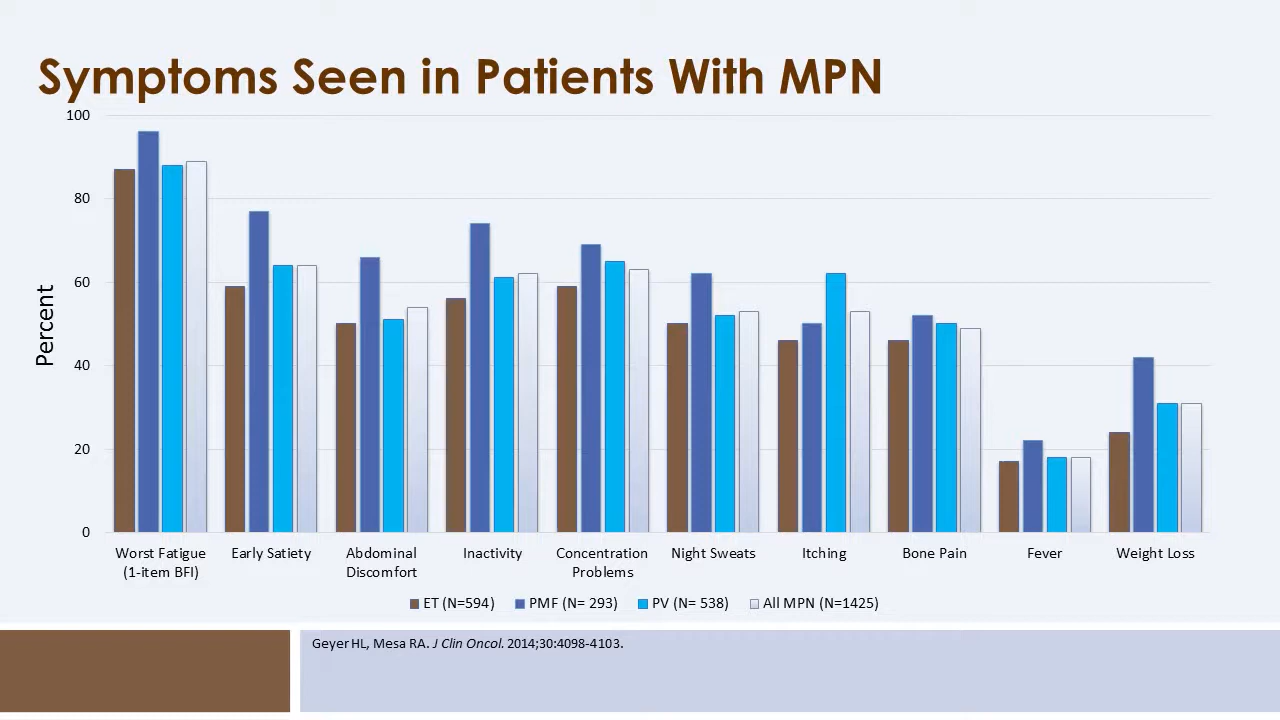 Symptoms Seen in Patients With MPN
100
80
60
40
20
0
Percent
Worst Fatigue
(1-item BFI)
Early Satiety
Abdominal
Discomfort
Inactivity
Concentration
Problems
Night Sweats
Itching
Bone Pain
Fever
Weight Loss
ET (N=594) PMF (N= 293) PV (N= 538) All MPN (N=1425)
Geyer HL, Mesa RA. J Clin Oncol. 2014;30:4098-4103.